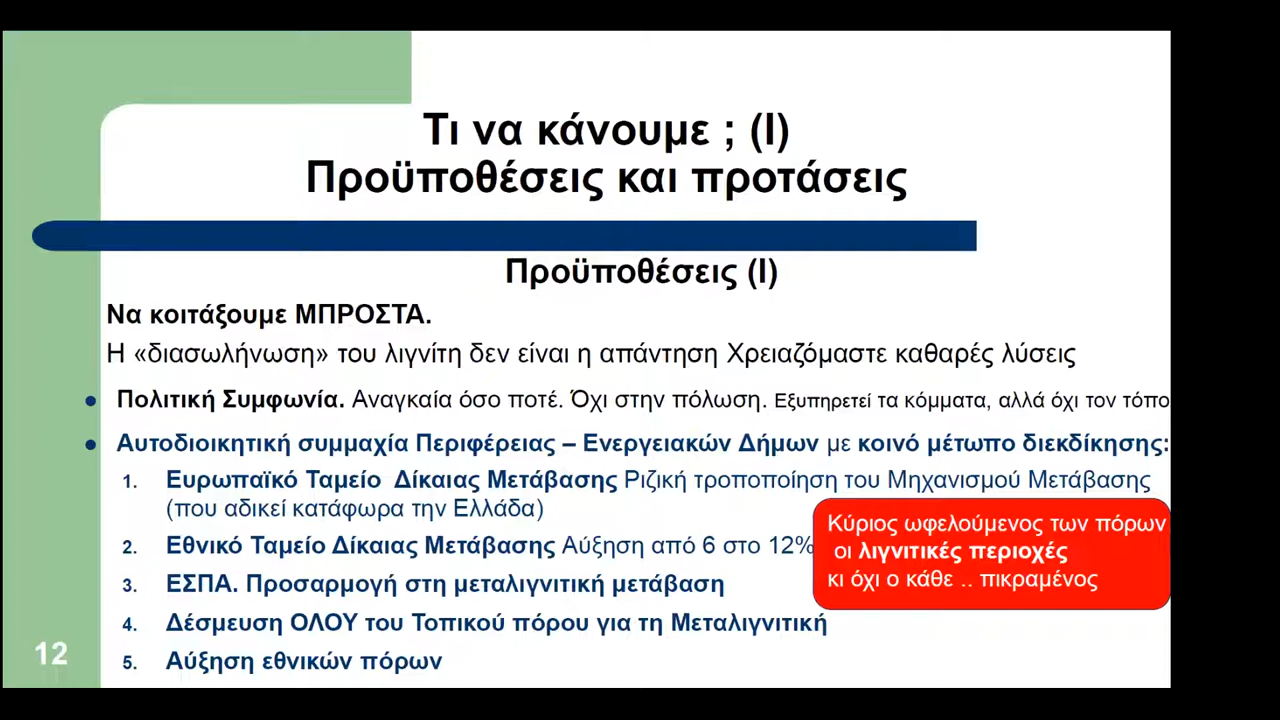 Τι να κάνουμε ; (Ι)
Προϋποθέσεις και προτάσεις
Προϋποθέσεις (Ι)
Να κοιτάξουμε ΜΠΡΟΣΤΑ.
Η «διασωλήνωση» του λιγνίτη δεν είναι η απάντηση Χρειαζόμαστε καθαρές λύσεις
● Πολιτική Συμφωνία. Αναγκαία όσο ποτέ. Όχι στην πόλωση. Εξυπηρετεί τα κόμματα, αλλά όχι τον τόπο
● Αυτοδιοικητική συμμαχία Περιφέρειας – Ενεργειακών Δήμων με κοινό μέτωπο διεκδίκησης:
1. Ευρωπαϊκό Ταμείο Δίκαιας Μετάβασης Ριζική τροποποίηση του Μηχανισμού Μετάβασης
(που αδικεί κατάφωρα την Ελλάδα)
2. Εθνικό Ταμείο Δίκαιας Μετάβασης Αύξηση από 6 στο 12%
3. ΕΣΠΑ. Προσαρμογή στη μεταλιγνιτική μετάβαση
4. Δέσμευση ΟΛΟΥ του Τοπικού πόρου για τη Μεταλιγνιτική
5. Αύξηση εθνικών πόρων
Κύριος ωφελούμενος των πόρων
οι λιγνιτικές περιοχές
κι όχι ο κάθε .. πικραμένος
12